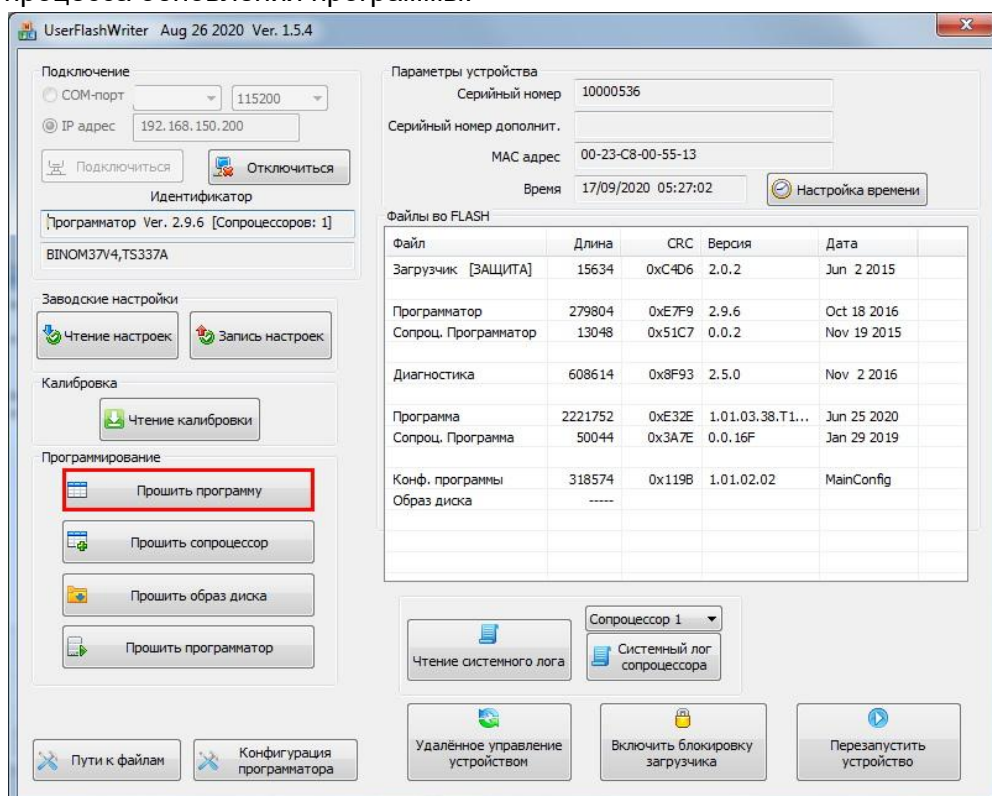 процесса обновления программы.
UserFlashWriter Aug 26 2020 Ver. 1.5.4
Подключение
COM-порт
115200
IP адрес
192.168.150.200
Подключиться
Отключиться
Идентификатор
Программатор Ver. 2.9.6 [Сопроцессоров: 1]
BINOM37V4,TS337A
Заводские настройки
Чтение настроек
Запись настроек
Калибровка
Чтение калибровки
Программирование
Прошить программу
Прошить сопроцессор
Прошить образ диска
Прошить программатор
Пути к файлам
Конфигурация
программатора
Параметры устройства
Серийный номер
10000536
Серийный номер дополнит.
MAC адрес
00-23-C8-00-55-13
Время
17/09/2020 05:27:02
Настройка времени
Файлы во FLASH
Файл Длина CRC Версия Дата
Загрузчик [ЗАЩИТА] 15634 0xC4D6 2.0.2 Jun 2 2015
Программатор 279804 0xE7F9 2.9.6 Oct 18 2016
Сопроц. Программатор 13048 0x51C7 0.0.2 Nov 19 2015
Диагностика 608614 0x8F93 2.5.0 Nov 2 2016
Программа 2221752 0xE32E 1.01.03.38.T1... Jun 25 2020
Сопроц. Программа 50044 0x3A7E 0.0.16F Jan 29 2019
Конф. программы 318574 0x119B 1.01.02.02 MainConfig
Образ диска -----
Чтение системного лога
Сопроцессор 1
Системный лог
сопроцессора
Удалённое управление
устройством
Включить блокировку
загрузчика
Перезапустить
устройство